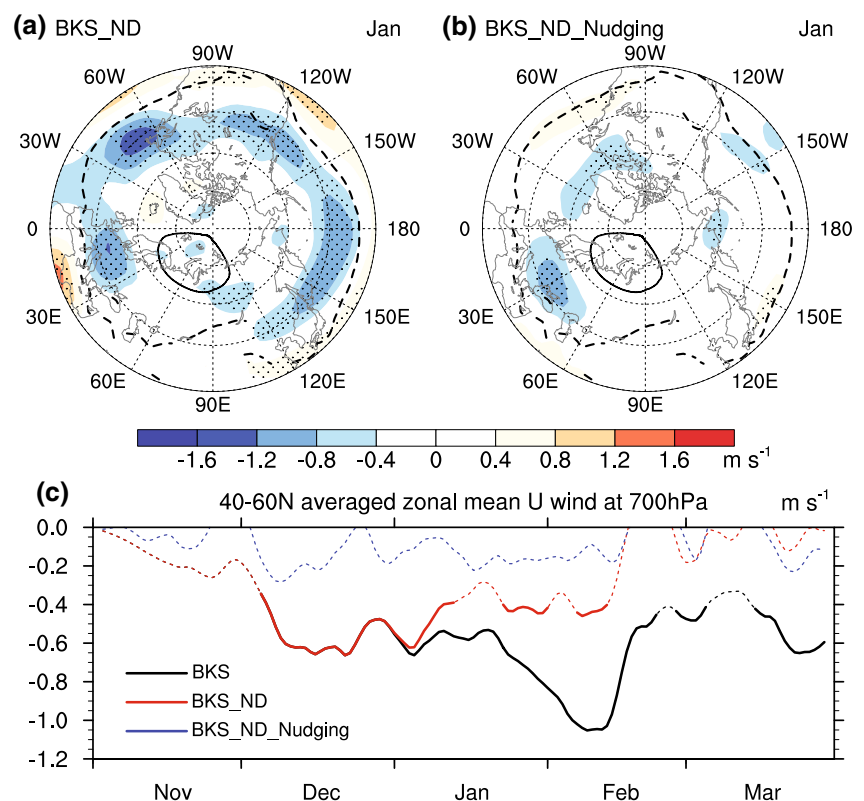 (a) BKS_ND Jan
(b) BKS_ND_Nudging Jan
90W
60W 120W
30W 150W
0 180
30E 150E
60E 120E
90E
90W
60W 120W
30W 150W
0 180
30E 150E
60E 120E
90E
-1.6 -1.2 -0.8 -0.4 0 0.4 0.8 1.2 1.6 m s⁻¹
(c) 40-60N averaged zonal mean U wind at 700hPa m s⁻¹
0.0
-0.2
-0.4
-0.6
-0.8
-1.0
-1.2
BKS
BKS_ND
BKS_ND_Nudging
Nov Dec Jan Feb Mar